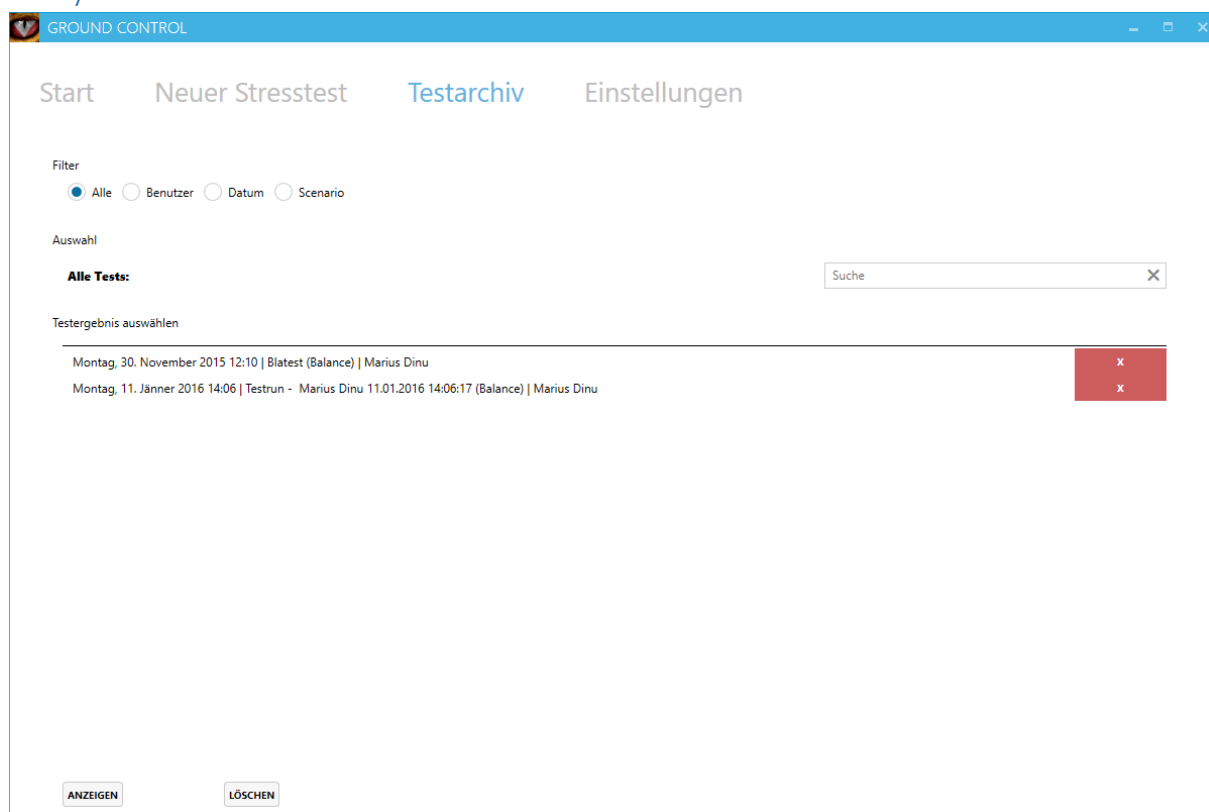 GROUND CONTROL
Start Neuer Stresstest Testarchiv Einstellungen
Filter
Alle Benutzer Datum Scenario
Auswahl
Alle Tests: Suche
Testergebnis auswählen
Montag, 30. November 2015 12:10 | Blatest (Balance) | Marius Dinu x
Montag, 11. Jänner 2016 14:06 | Testrun - Marius Dinu 11.01.2016 14:06:17 (Balance) | Marius Dinu x
ANZEIGEN LÖSCHEN